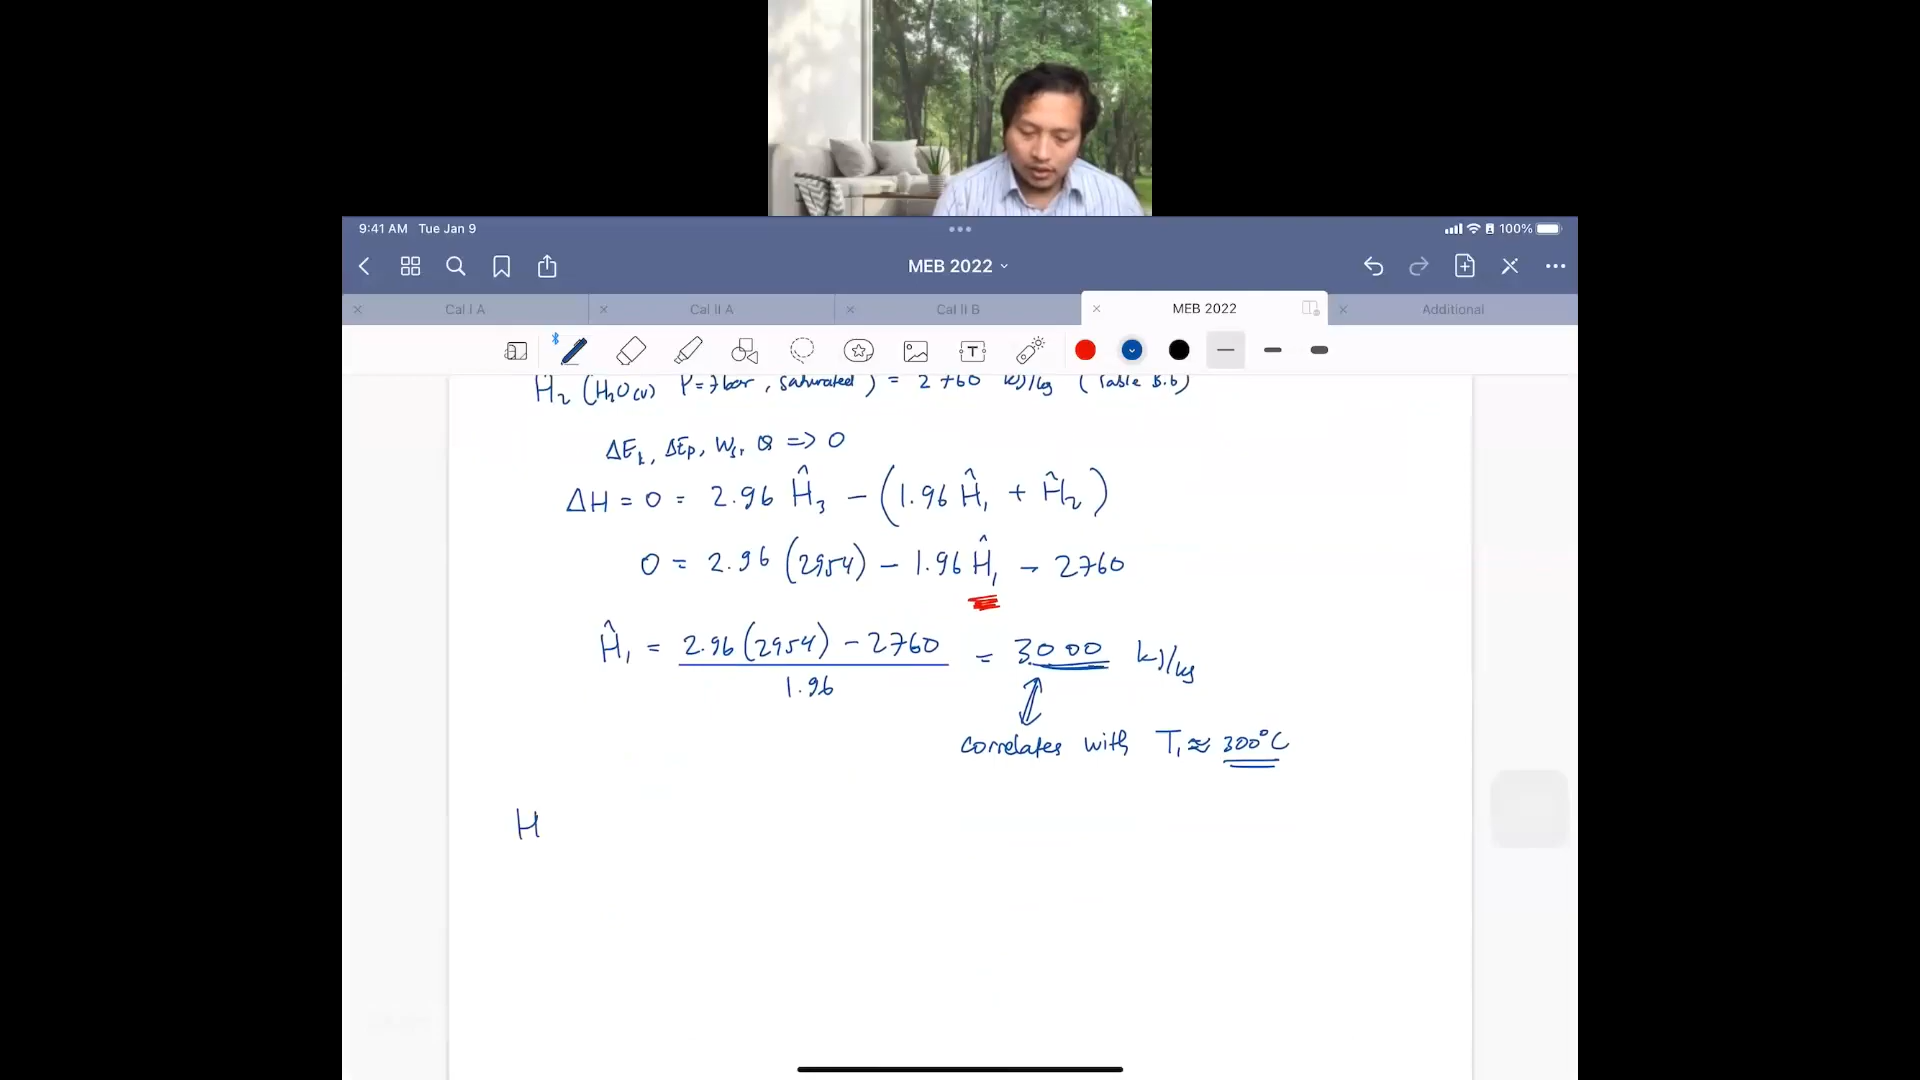 9:41 AM Tue Jan 9
100%
MEB 2022
Cal I A
Cal II A
Cal II B
MEB 2022
Additional
T
Ĥ₂ (H₂O(v) P=7bar, saturated) = 2760 kJ/kg (Table B.6)
ΔEₖ, ΔEₚ, Wₛ, Q => 0
ΔH = 0 = 2.96 Ĥ₃ – (1.96 Ĥ₁ + Ĥ₂)
0 = 2.96 (2954) – 1.96 Ĥ₁ – 2760
Ĥ₁ = 2.96(2954) – 2760 = 3000 kJ/kg
1.96
correlates with T₁ ≈ 300°C
H